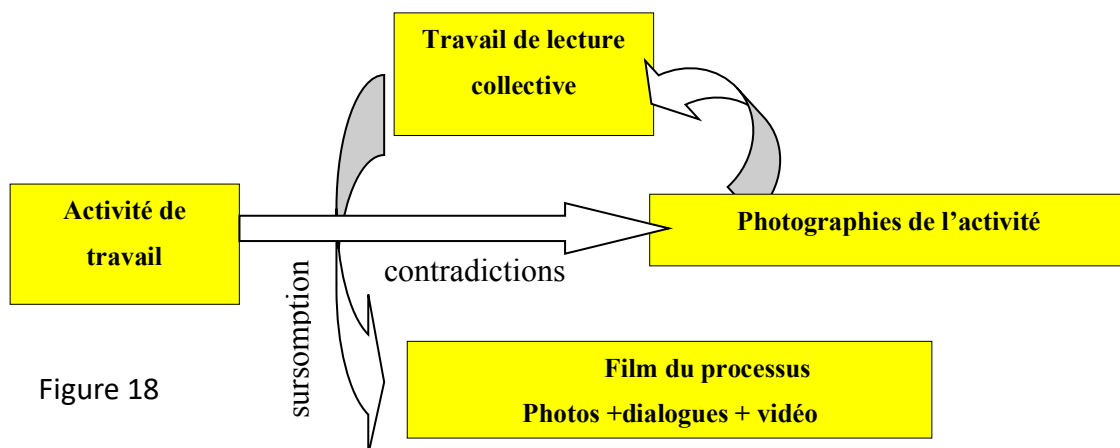 Travail de lecture
collective
Activité de
travail
Photographies de l’activité
contradictions
sursomption
Film du processus
Photos +dialogues + vidéo
Figure 18